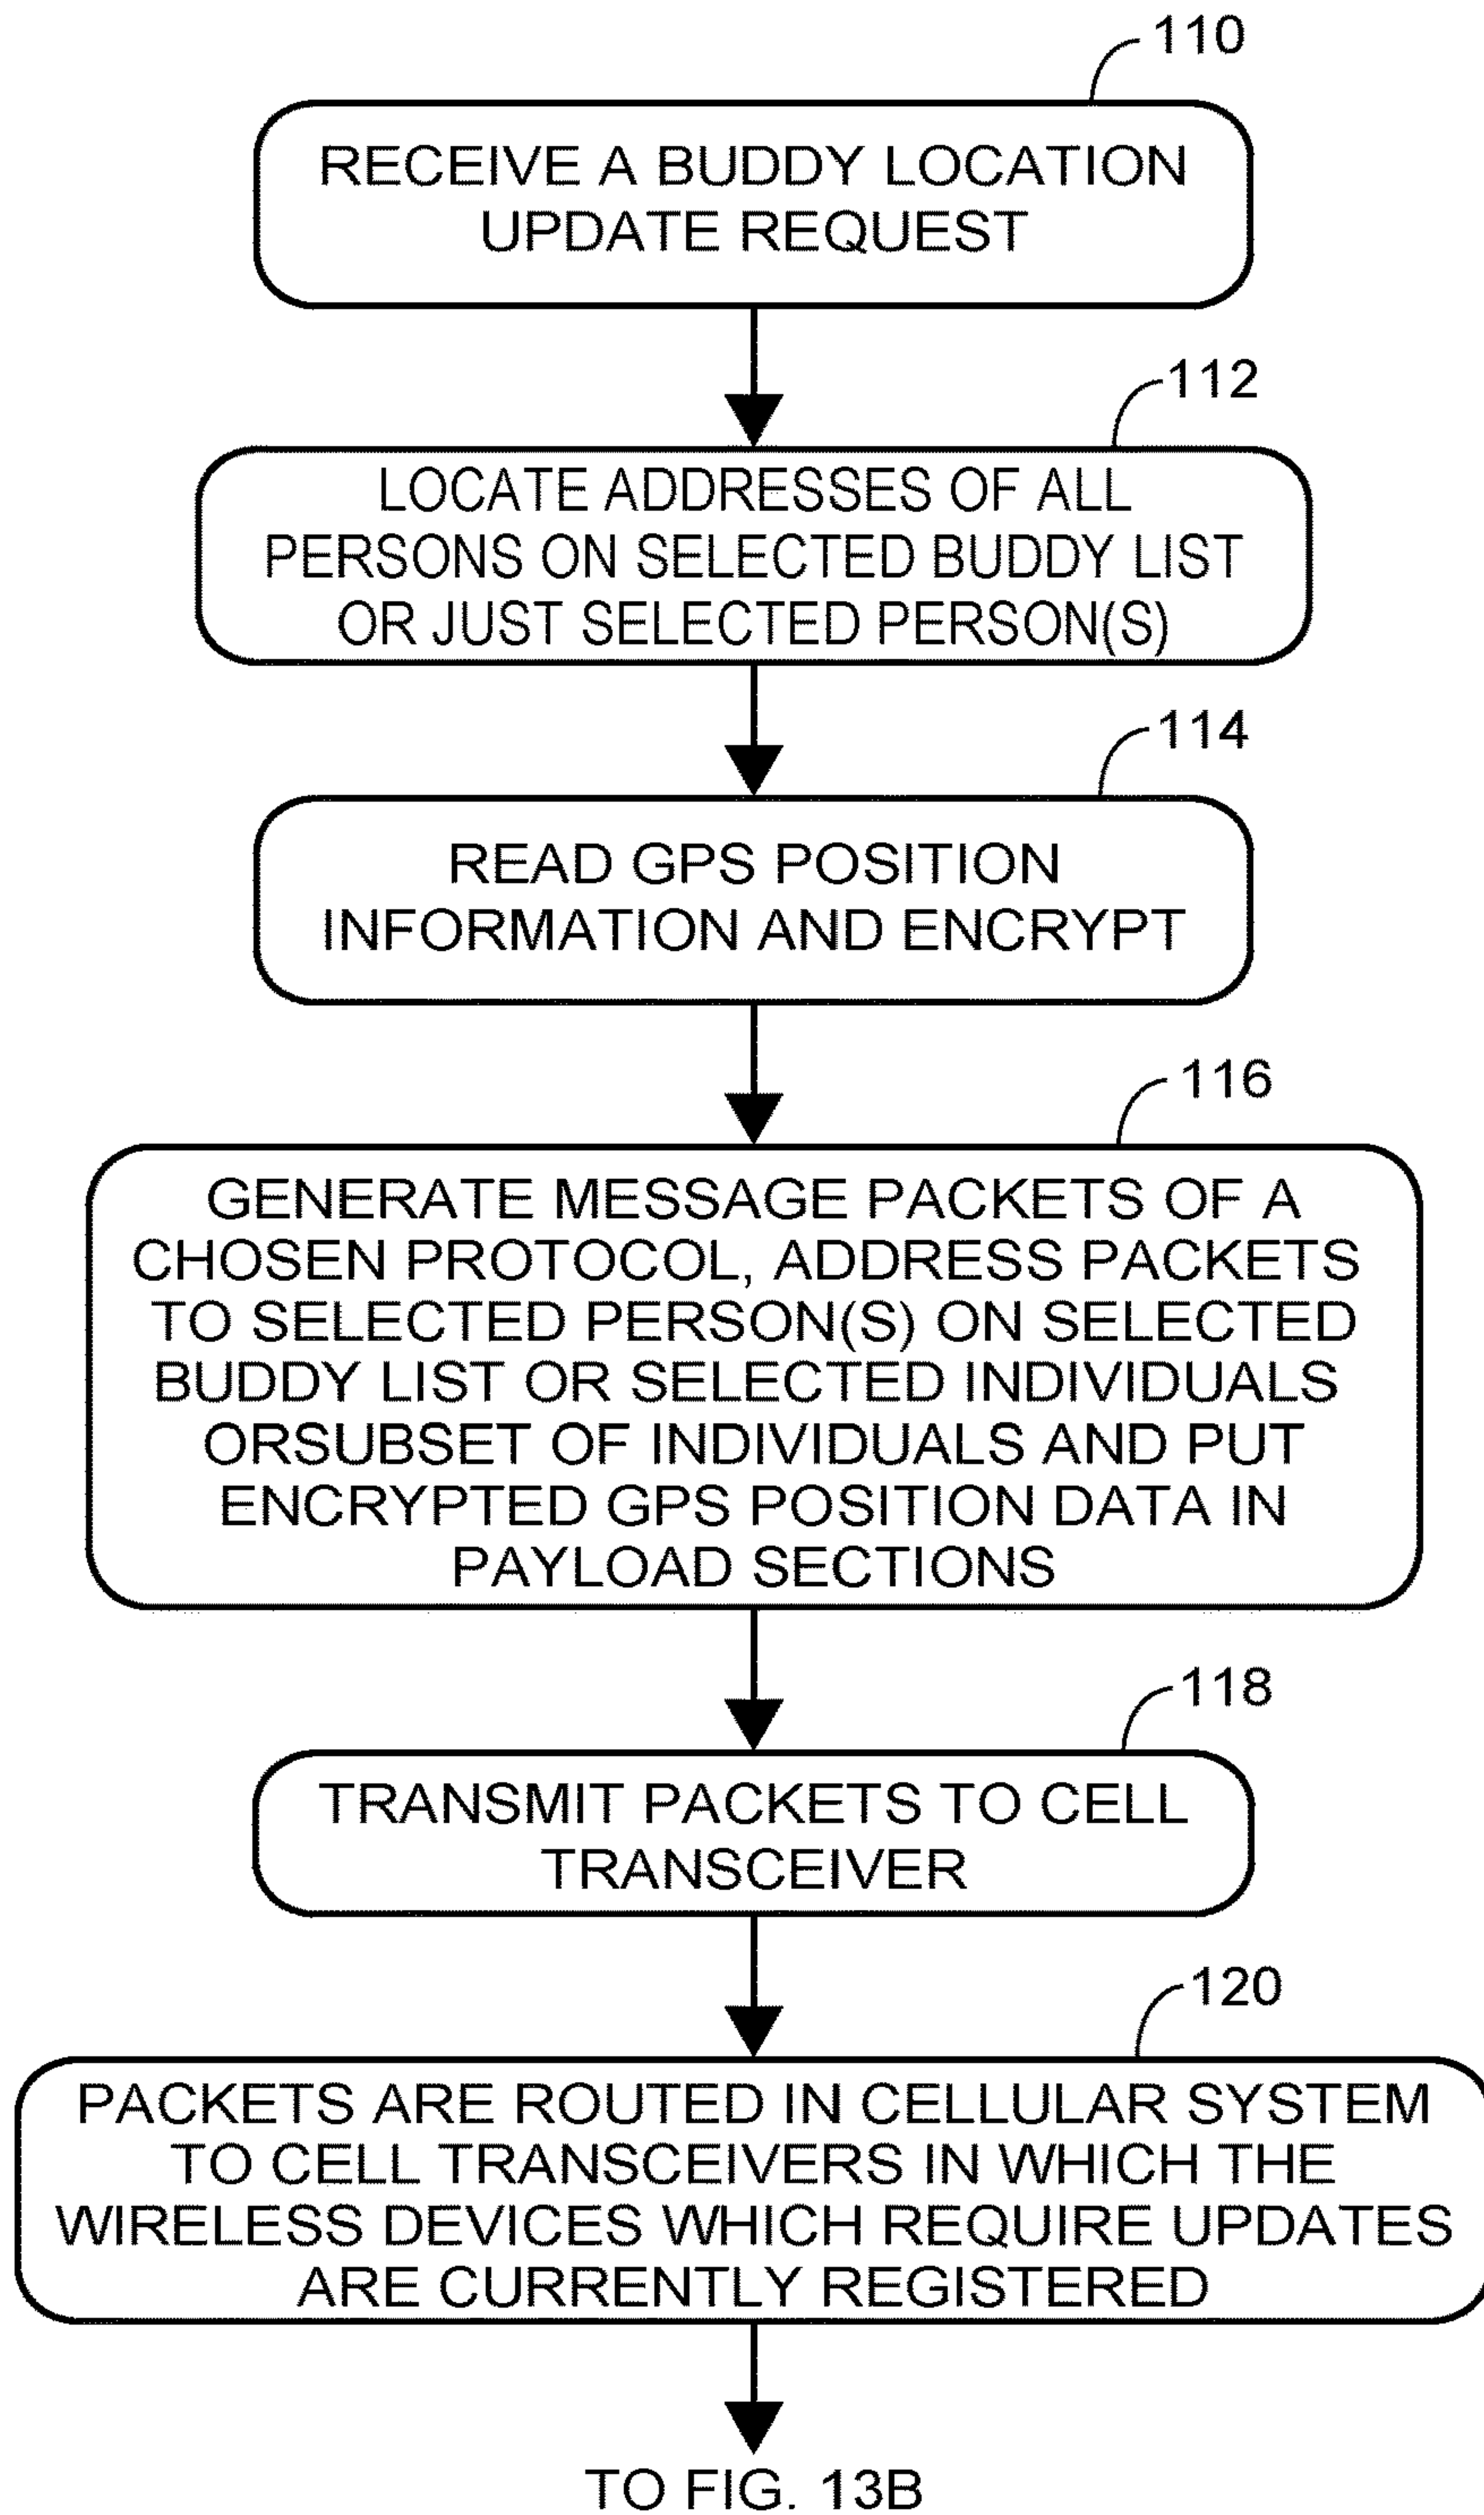 110
RECEIVE A BUDDY LOCATION
UPDATE REQUEST
112
LOCATE ADDRESSES OF ALL
PERSONS ON SELECTED BUDDY LIST
OR JUST SELECTED PERSON(S)
114
READ GPS POSITION
INFORMATION AND ENCRYPT
116
GENERATE MESSAGE PACKETS OF A
CHOSEN PROTOCOL, ADDRESS PACKETS
TO SELECTED PERSON(S) ON SELECTED
BUDDY LIST OR SELECTED INDIVIDUALS
ORSUBSET OF INDIVIDUALS AND PUT
ENCRYPTED GPS POSITION DATA IN
PAYLOAD SECTIONS
118
TRANSMIT PACKETS TO CELL
TRANSCEIVER
120
PACKETS ARE ROUTED IN CELLULAR SYSTEM
TO CELL TRANSCEIVERS IN WHICH THE
WIRELESS DEVICES WHICH REQUIRE UPDATES
ARE CURRENTLY REGISTERED
TO FIG. 13B